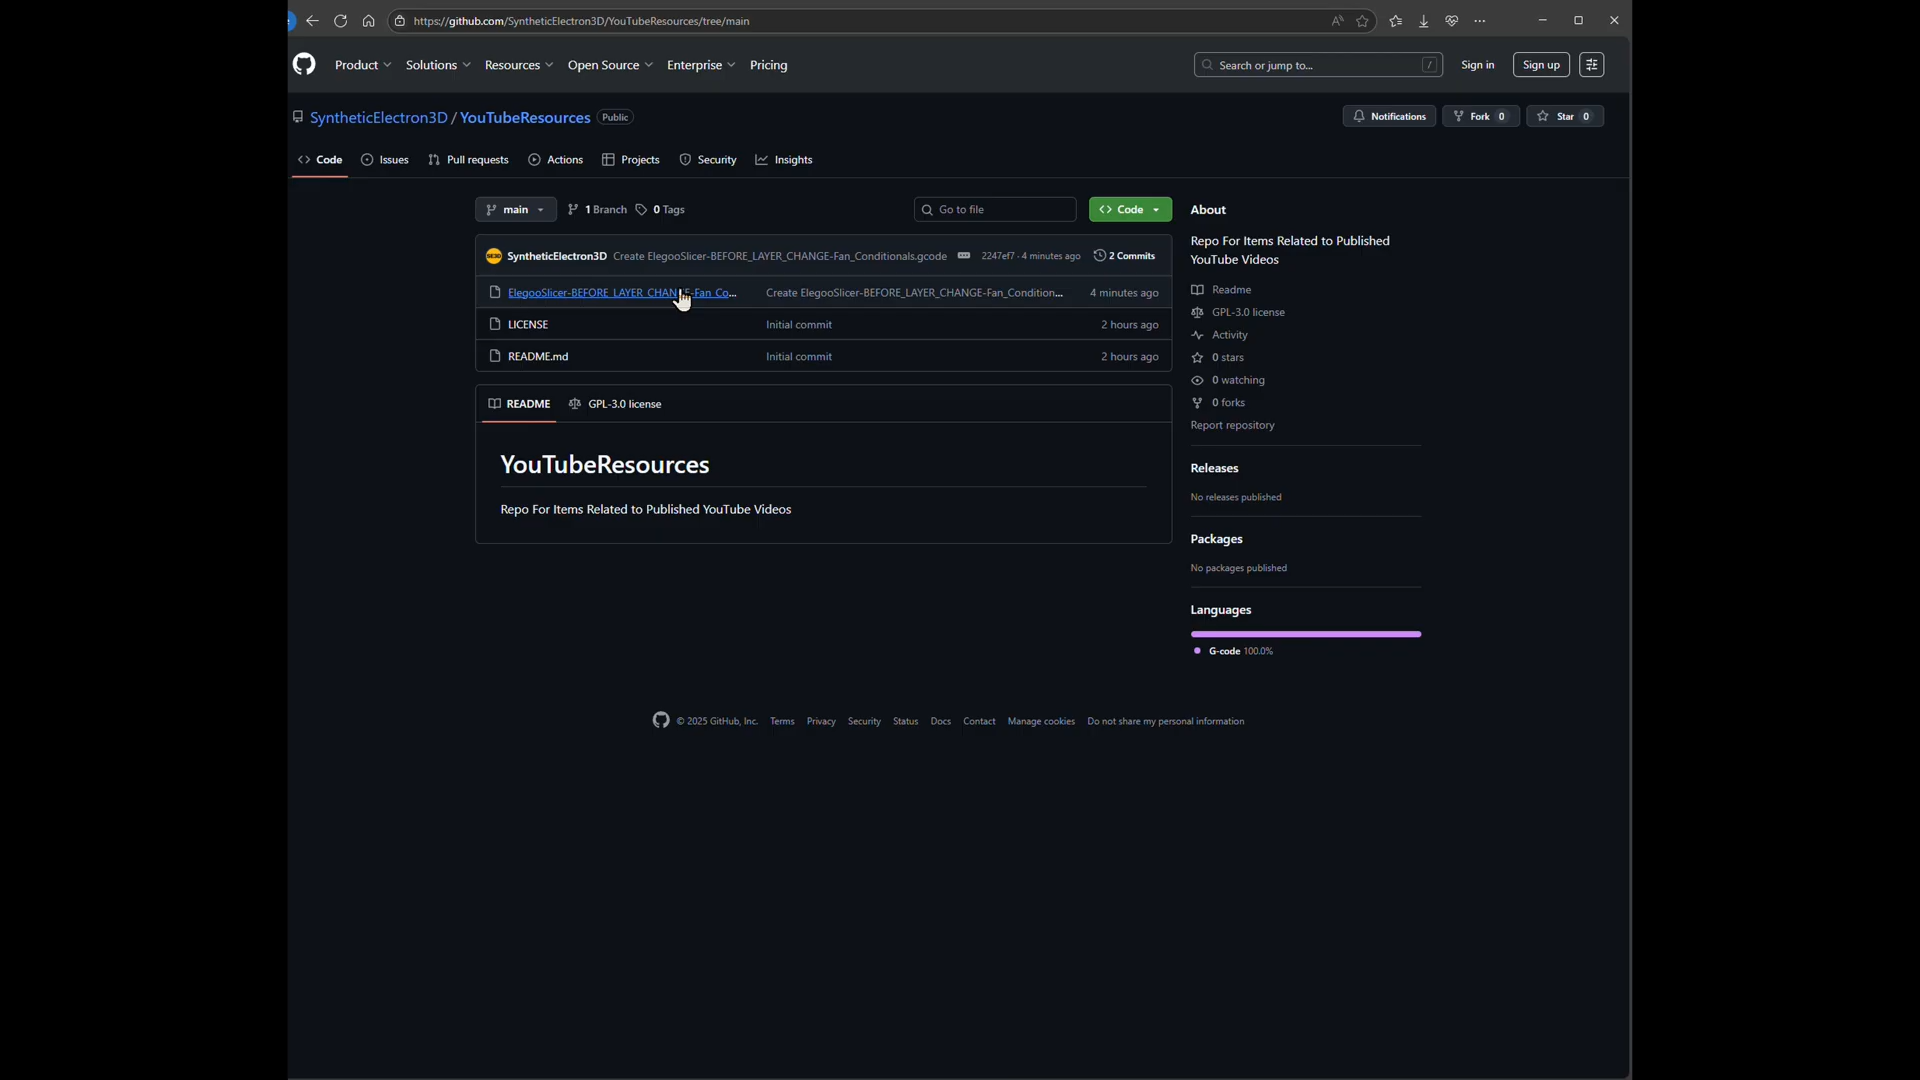 https://github.com/SyntheticElectron3D/YouTubeResources/tree/main
Product Solutions Resources Open Source Enterprise Pricing
Search or jump to... /
Sign in
Sign up
SyntheticElectron3D / YouTubeResources Public
Notifications
Fork 0
Star 0
Code Issues Pull requests Actions Projects Security Insights
main
1 Branch 0 Tags
Go to file
Code
SyntheticElectron3D Create ElegooSlicer-BEFORE_LAYER_CHANGE-Fan_Conditionals.gcode 2247ef7 · 4 minutes ago 2 Commits
ElegooSlicer-BEFORE_LAYER_CHANGE-Fan_Co... Create ElegooSlicer-BEFORE_LAYER_CHANGE-Fan_Condition... 4 minutes ago
LICENSE Initial commit 2 hours ago
README.md Initial commit 2 hours ago
README GPL-3.0 license
YouTubeResources
Repo For Items Related to Published YouTube Videos
About
Repo For Items Related to Published
YouTube Videos
Readme
GPL-3.0 license
Activity
0 stars
0 watching
0 forks
Report repository
Releases
No releases published
Packages
No packages published
Languages
G-code 100.0%
© 2025 GitHub, Inc. Terms Privacy Security Status Docs Contact Manage cookies Do not share my personal information